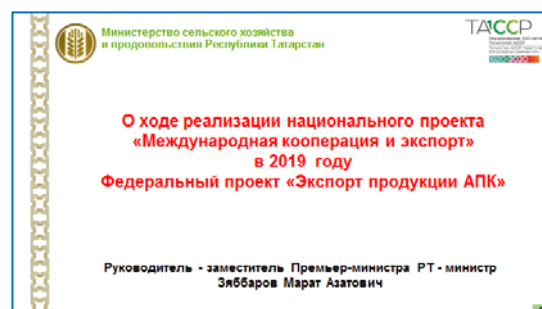 Министерство сельского хозяйства
и продовольствия Республики Татарстан
ТАССР
О ходе реализации национального проекта
«Международная кооперация и экспорт»
в 2019 году
Федеральный проект «Экспорт продукции АПК»
Руководитель - заместитель Премьер-министра РТ - министр
Зяббаров Марат Азатович